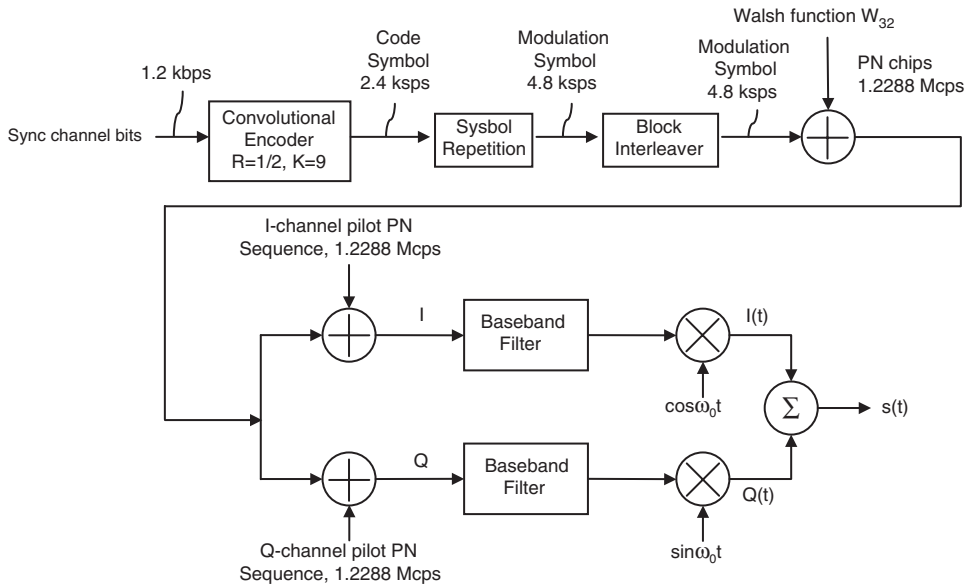 Walsh function W32
Code
Symbol
2.4 ksps
Modulation
Symbol
4.8 ksps
Modulation
Symbol
4.8 ksps
PN chips
1.2288 Mcps
1.2 kbps
Sync channel bits
Convolutional
Encoder
R=1/2, K=9
Sysbol
Repetition
Block
Interleaver
I-channel pilot PN
Sequence, 1.2288 Mcps
I
Baseband
Filter
I(t)
cosω0t
Σ
s(t)
Q
Baseband
Filter
Q(t)
sinω0t
Q-channel pilot PN
Sequence, 1.2288 Mcps